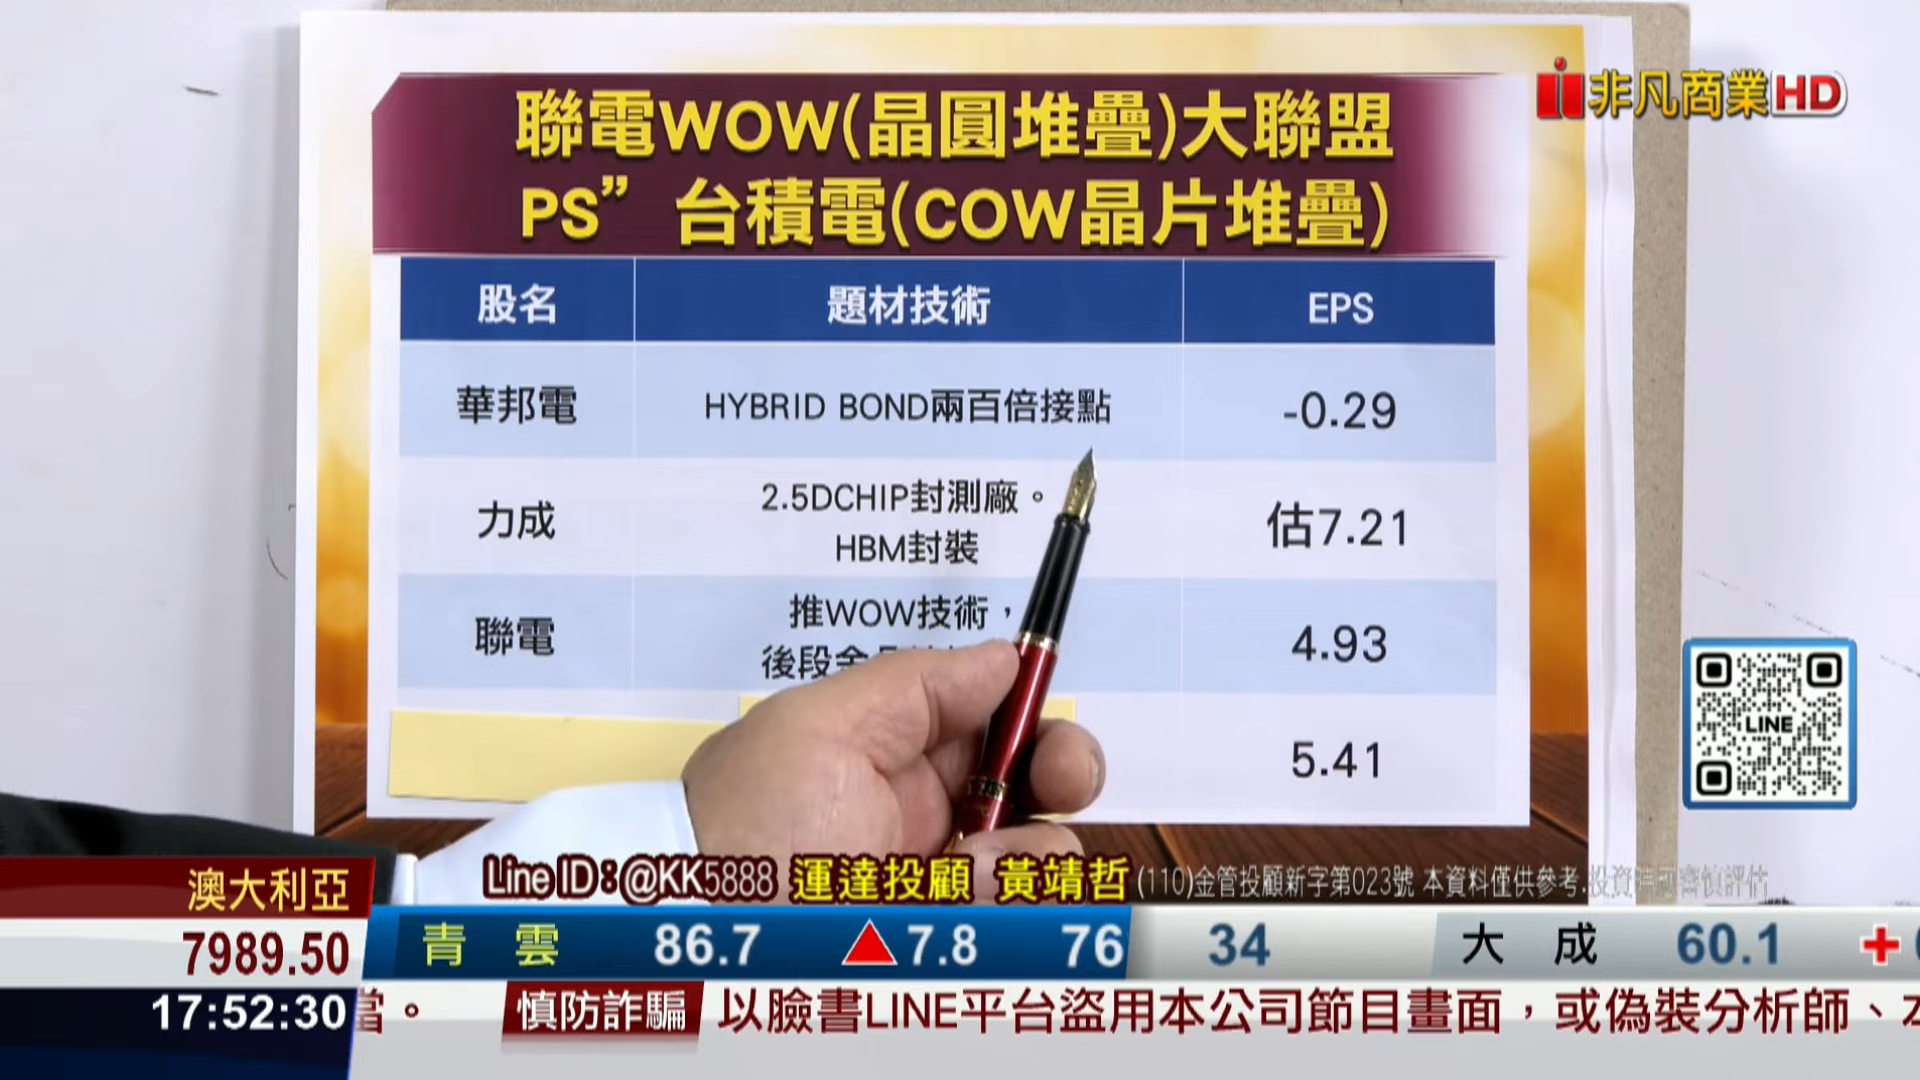 聯電WOW(晶圓堆疊)大聯盟
PS” 台積電(COW晶片堆疊)
非凡商業HD
股名 題材技術 EPS
華邦電 HYBRID BOND兩百倍接點 -0.29
力成 2.5DCHIP封測廠。
HBM封裝 估7.21
聯電 推WOW技術，
後段 4.93
5.41
LINE
Line ID：@KK5888 運達投顧 黃靖哲 (110)金管投顧新字第023號 本資料僅供參考.投資請審慎評估
澳大利亞
7989.50
青雲 86.7 ▲7.8 76 34 大成 60.1
17:52:30
當。 慎防詐騙 以臉書LINE平台盜用本公司節目畫面，或偽裝分析師、